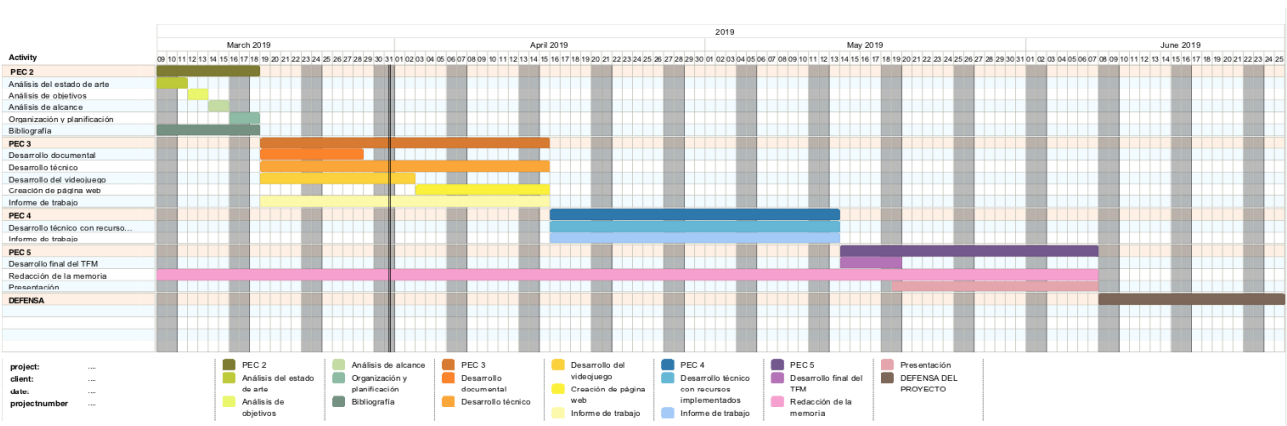 2019
March 2019 April 2019 May 2019 June 2019
Activity 09 10 11 12 13 14 15 16 17 18 19 20 21 22 23 24 25 26 27 28 29 30 31 01 02 03 04 05 06 07 08 09 10 11 12 13 14 15 16 17 18 19 20 21 22 23 24 25 26 27 28 29 30 01 02 03 04 05 06 07 08 09 10 11 12 13 14 15 16 17 18 19 20 21 22 23 24 25 26 27 28 29 30 31 01 02 03 04 05 06 07 08 09 10 11 12 13 14 15 16 17 18 19 20 21 22 23 24 25
PEC 2
Análisis del estado de arte
Análisis de objetivos
Análisis de alcance
Organización y planificación
Bibliografía
PEC 3
Desarrollo documental
Desarrollo técnico
Desarrollo del videojuego
Creación de página web
Informe de trabajo
PEC 4
Desarrollo técnico con recurso...
Informe de trabajo
PEC 5
Desarrollo final del TFM
Redacción de la memoria
Presentación
DEFENSA
project: ...
client: ...
date: ...
projectnumber ...
PEC 2
Análisis del estado
de arte
Análisis de
objetivos
Análisis de alcance
Organización y
planificación
Bibliografía
PEC 3
Desarrollo
documental
Desarrollo técnico
Desarrollo del
videojuego
Creación de página
web
Informe de trabajo
PEC 4
Desarrollo técnico
con recursos
implementados
Informe de trabajo
PEC 5
Desarrollo final del
TFM
Redacción de la
memoria
Presentación
DEFENSA DEL
PROYECTO